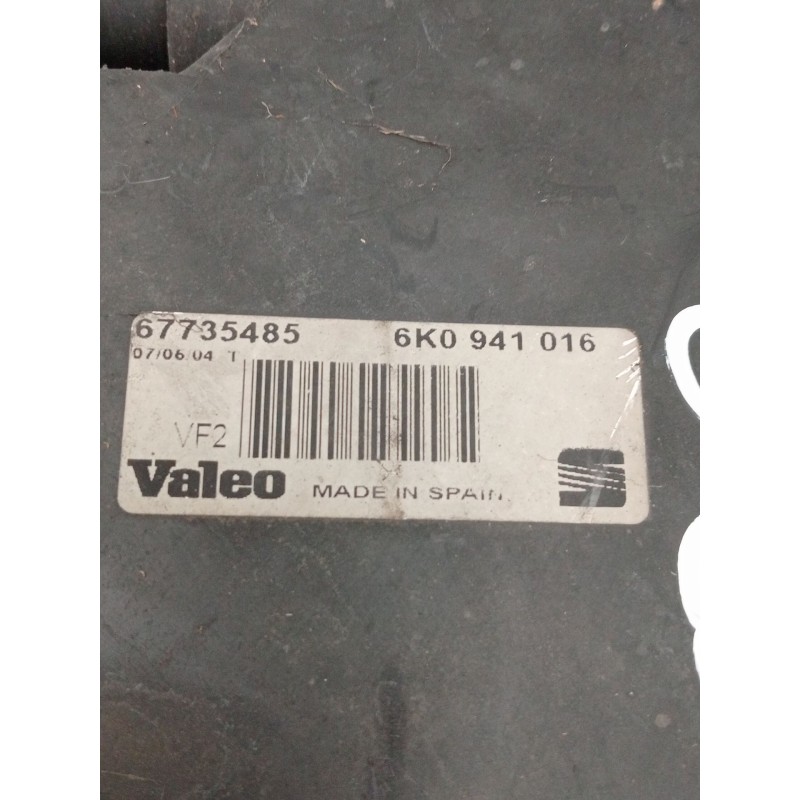 67735485 6K0 941 016
07/06 04 T
VF2
Valeo MADE IN SPAIN